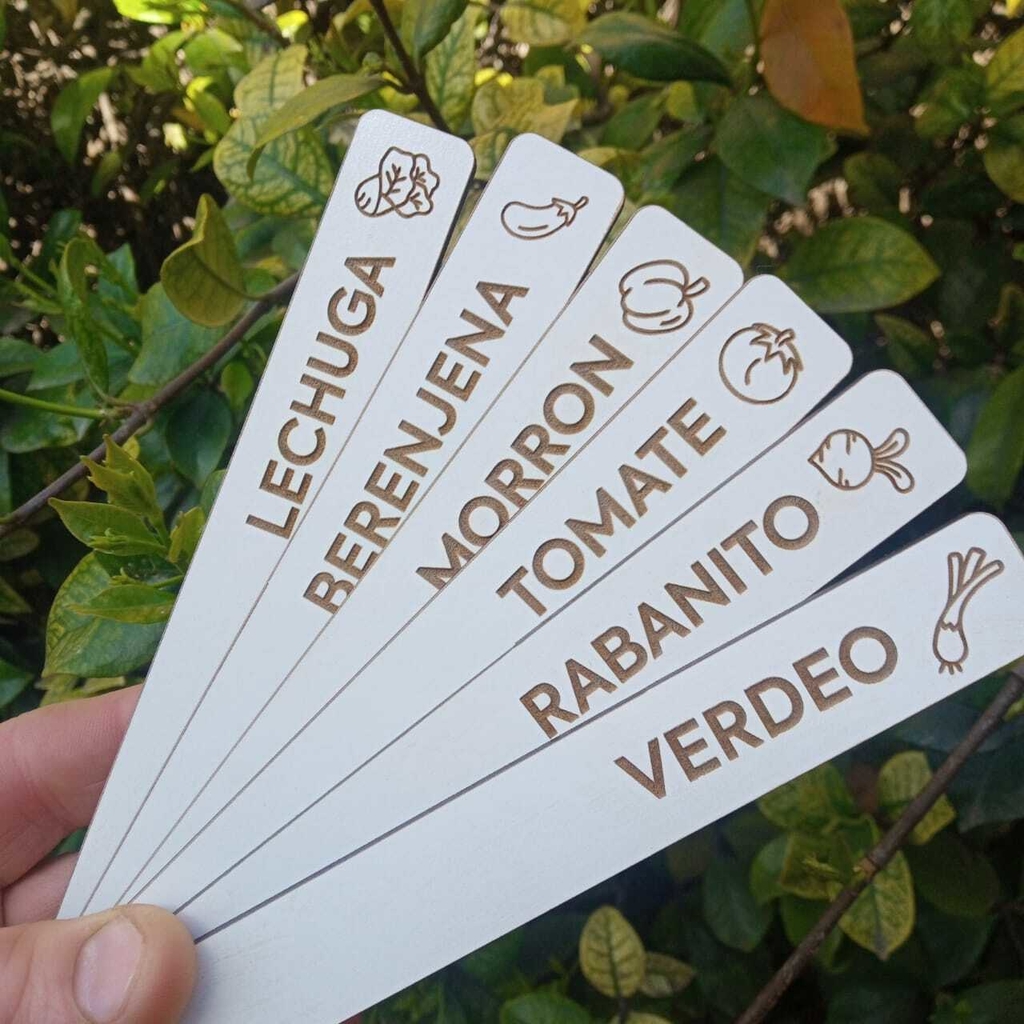 LECHUGA
BERENJENA
MORRON
TOMATE
RABANITO
VERDEO